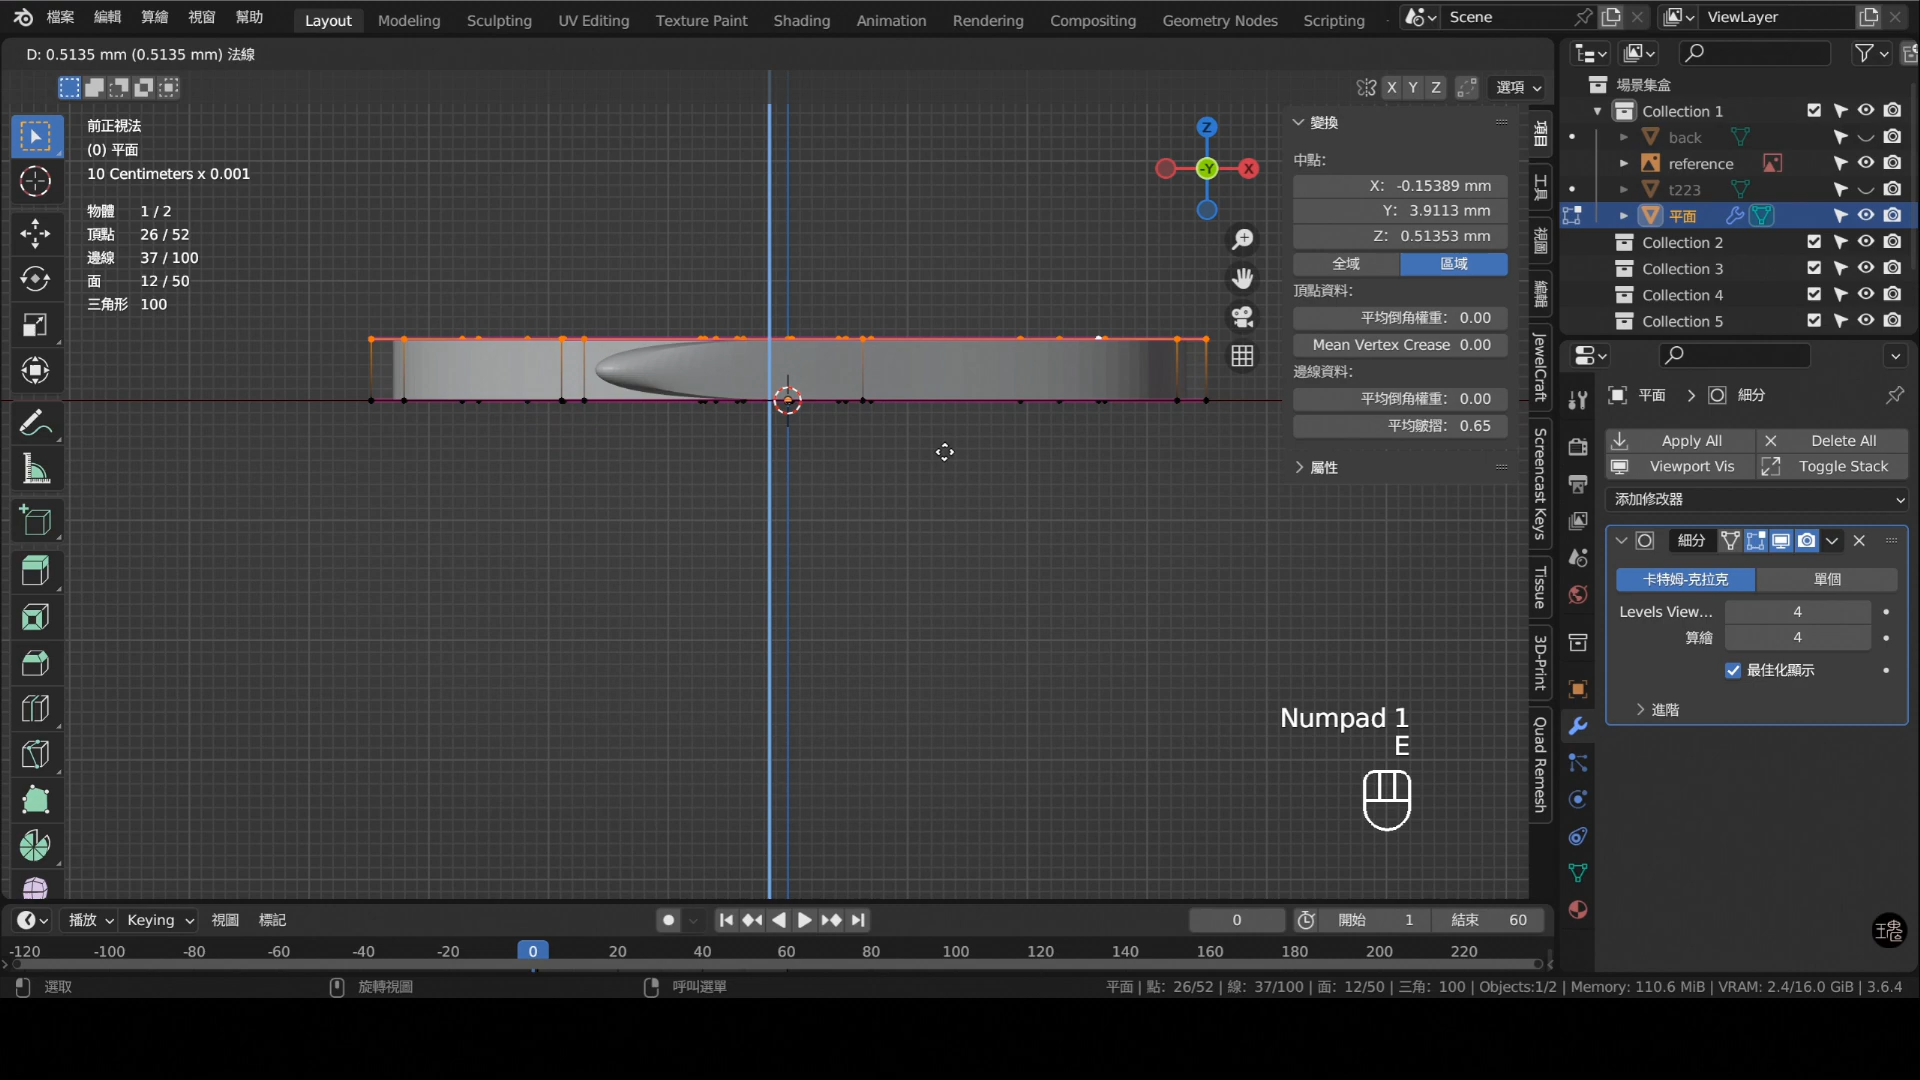 檔案 編輯 算繪 視窗 幫助 Layout Modeling Sculpting UV Editing Texture Paint Shading Animation Rendering Compositing Geometry Nodes Scripting Scene ViewLayer
D: 0.5135 mm (0.5135 mm) 法線
X Y Z 選項
前正視法
(0) 平面
10 Centimeters x 0.001
物體 1 / 2
頂點 26 / 52
邊線 37 / 100
面 12 / 50
三角形 100
Z
X
-Y
變換
中點:
X: -0.15389 mm
Y: 3.9113 mm
Z: 0.51353 mm
全域 區域
頂點資料:
平均倒角權重: 0.00
Mean Vertex Crease 0.00
邊線資料:
平均倒角權重: 0.00
平均皺摺: 0.65
屬性
項目
工具
視圖
編輯
JewelCraft
Screencast Keys
Tissue
3D-Print
Quad Remesh
場景集盒
Collection 1
back
reference
t223
平面
Collection 2
Collection 3
Collection 4
Collection 5
平面 細分
Apply All Delete All
Viewport Vis Toggle Stack
添加修改器
細分
卡特姆-克拉克 單個
Levels View... 4
算繪 4
最佳化顯示
進階
Numpad 1
E
播放 Keying 視圖 標記 0 開始 1 結束 60
-120 -100 -80 -60 -40 -20 0 20 40 60 80 100 120 140 160 180 200 220
選取 旋轉視圖 呼叫選單 平面 | 點: 26/52 | 線: 37/100 | 面: 12/50 | 三角: 100 | Objects:1/2 | Memory: 110.6 MiB | VRAM: 2.4/16.0 GiB | 3.6.4